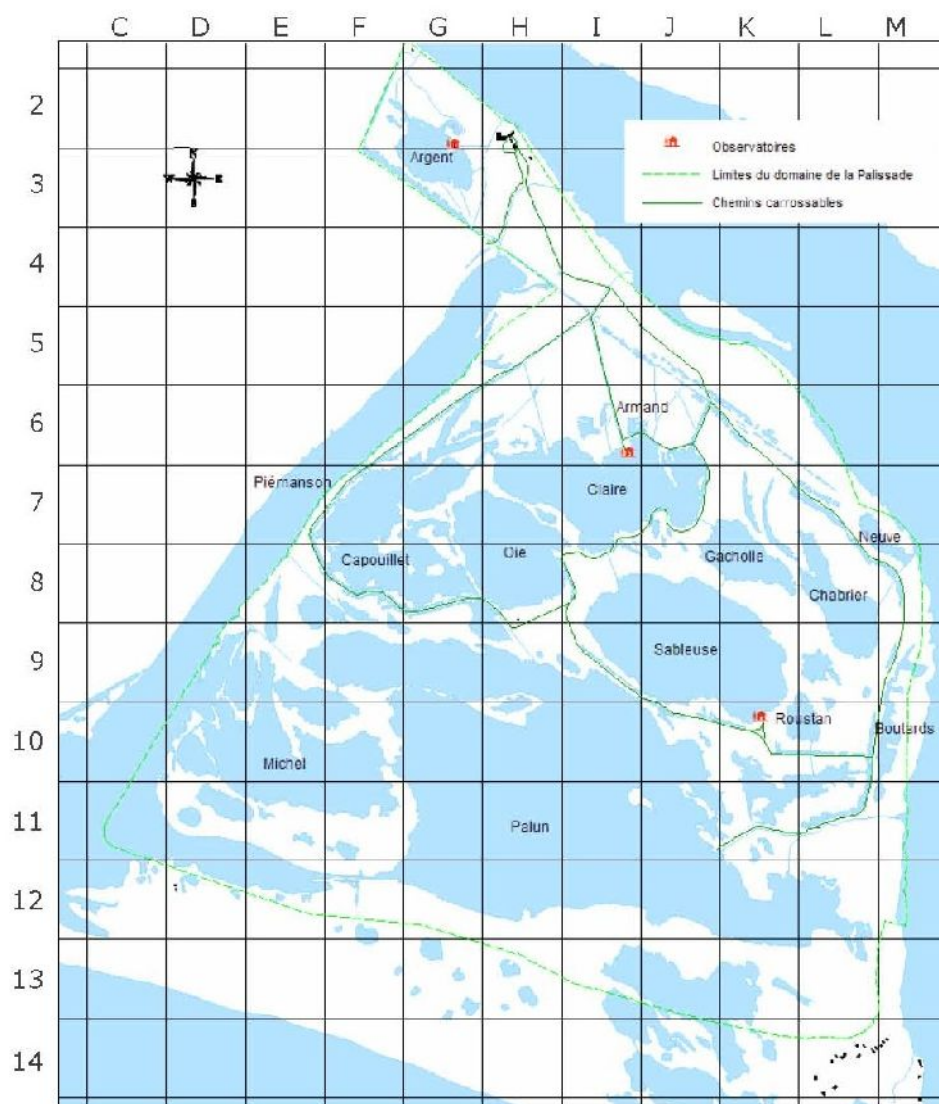 C D E F G H I J K L M
2
Observatoires
Argent
3
Limites du domaine de la Palissade
N
W E
S
Chemins carrossables
4
5
6
Armand
Piémanson
7
Claire
Neuve
Capouillet
8
Oie
Gacholle
Chabrier
9
Sableuse
Roustan
10
Boutards
Michel
11
Palun
12
13
14